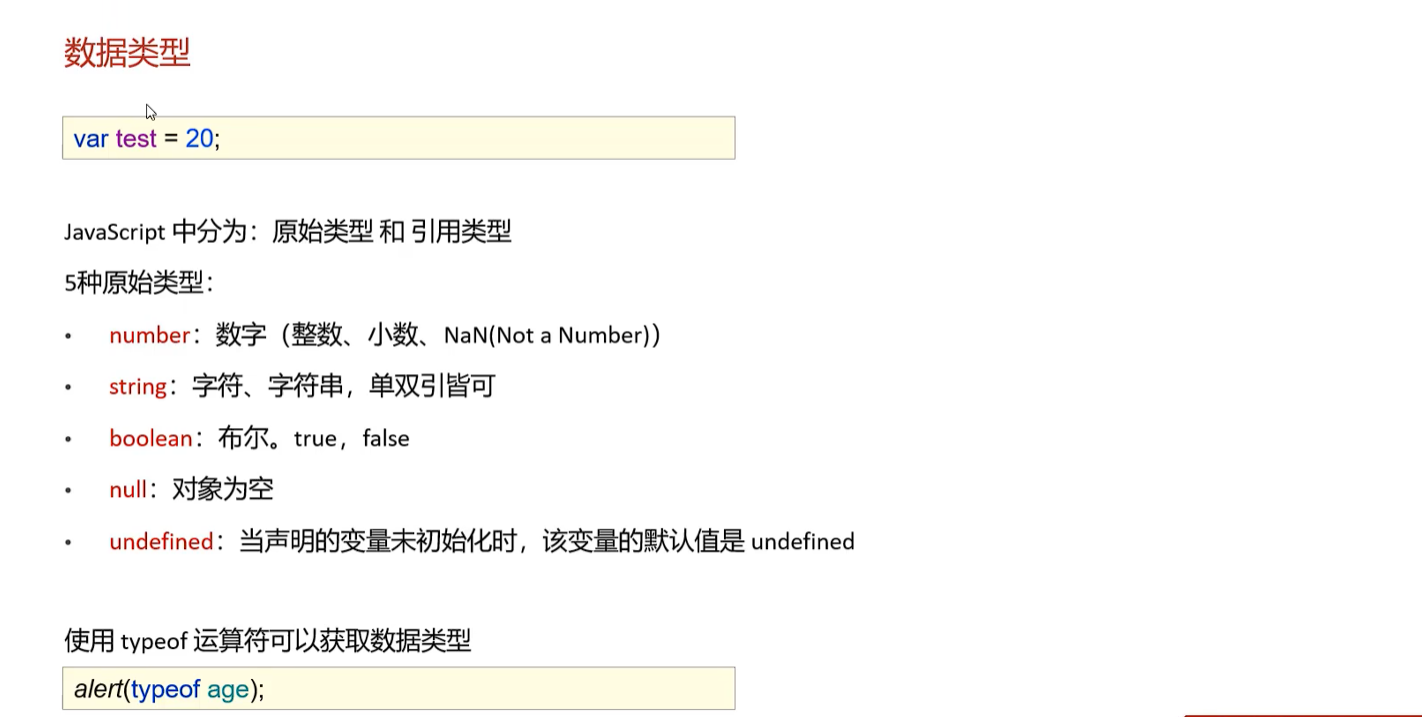 数据类型
var test = 20;
JavaScript 中分为：原始类型 和 引用类型
5种原始类型：
• number：数字（整数、小数、NaN(Not a Number)）
• string：字符、字符串，单双引皆可
• boolean：布尔。true，false
• null：对象为空
• undefined：当声明的变量未初始化时，该变量的默认值是 undefined
使用 typeof 运算符可以获取数据类型
alert(typeof age);